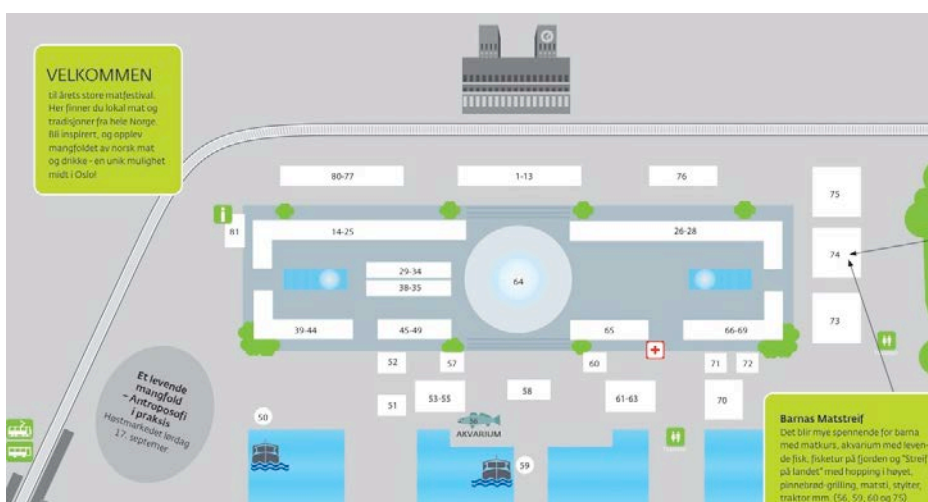 VELKOMMEN
til årets store matfestival.
Her finner du lokal mat og
tradisjoner fra hele Norge.
Bli inspirert, og opplev
mangfoldet av norsk mat
og drikke - en unik mulighet
midt i Oslo!
80-77
1-13
76
75
81
14-25
26-28
74
29-34
38-35
64
73
39-44
45-49
65
66-69
52
57
60
71
72
Et levende
mangfold
- Antroposofi
i praksis
Høstmarkedet lørdag
17. september
51
53-55
58
61-63
70
50
AKVARIUM
59
Barnas Matstreif
Det blir mye spennende for barna
med matkurs, akvarium med leven-
de fisk, fisketur på fjorden og "Streif
på landet" med hopping i høyet,
pinnebrød-grilling, matsti, stylter,
traktor mm. (56, 59, 60 og 75)